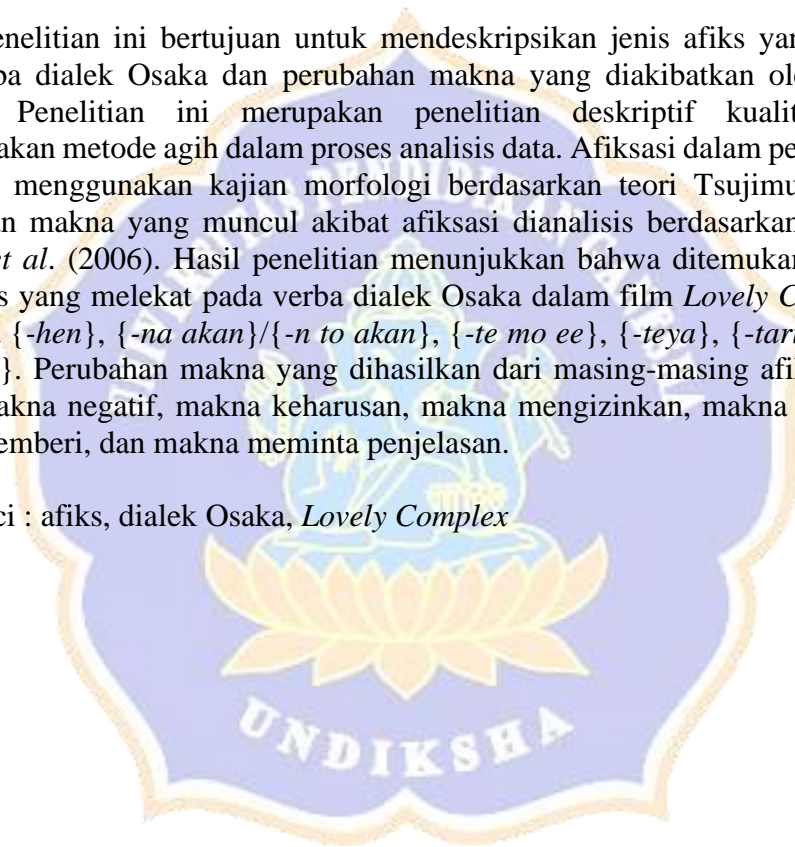 enelitian ini bertujuan untuk mendeskripsikan jenis afiks yan
ba dialek Osaka dan perubahan makna yang diakibatkan ol
Penelitian ini merupakan penelitian deskriptif kualit
akan metode agih dalam proses analisis data. Afiksasi dalam pe
menggunakan kajian morfologi berdasarkan teori Tsujimu
n makna yang muncul akibat afiksasi dianalisis berdasarkan
et al. (2006). Hasil penelitian menunjukkan bahwa ditemukan
s yang melekat pada verba dialek Osaka dalam film Lovely C
{-hen}, {-na akan}/{-n to akan}, {-te mo ee}, {-teya}, {-tari
}. Perubahan makna yang dihasilkan dari masing-masing afik
akna negatif, makna keharusan, makna mengizinkan, makna
emberi, dan makna meminta penjelasan.
ci : afiks, dialek Osaka, Lovely Complex
UNDIKSHA